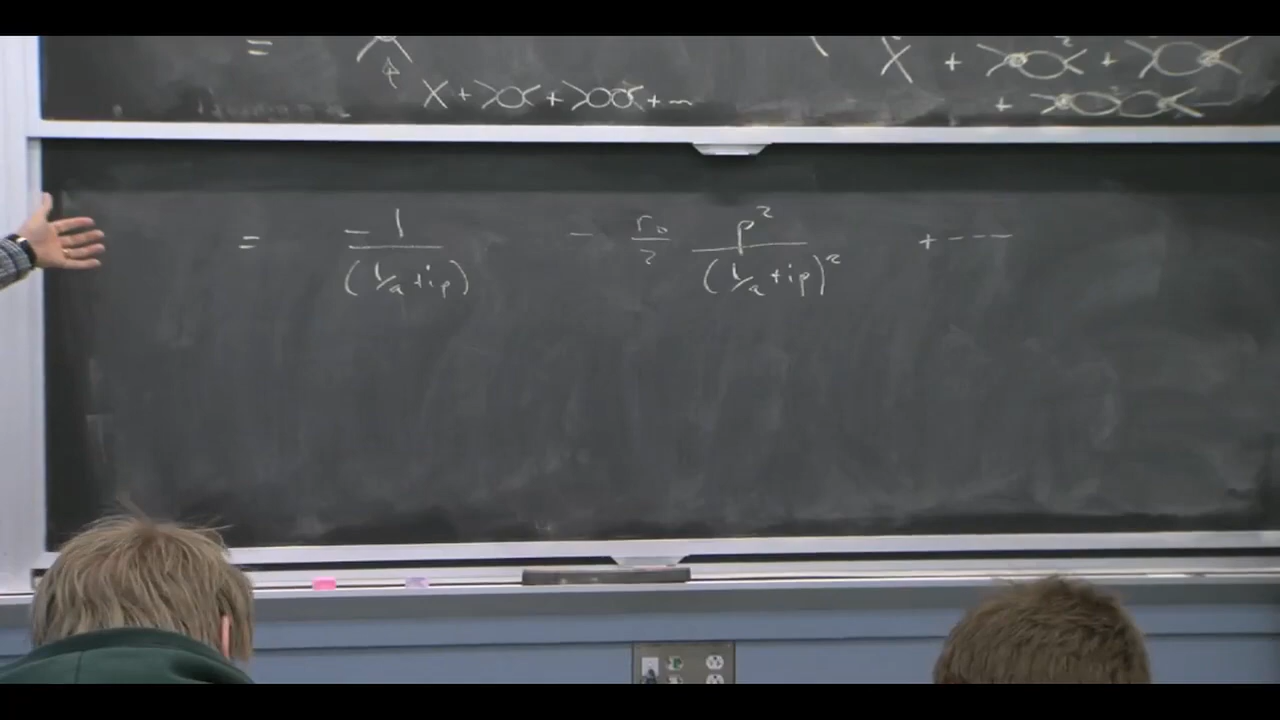 =
X + + + ...
X + +
+
= -1/(1/a + ip) - r₀/2 p²/(1/a + ip)² + ----